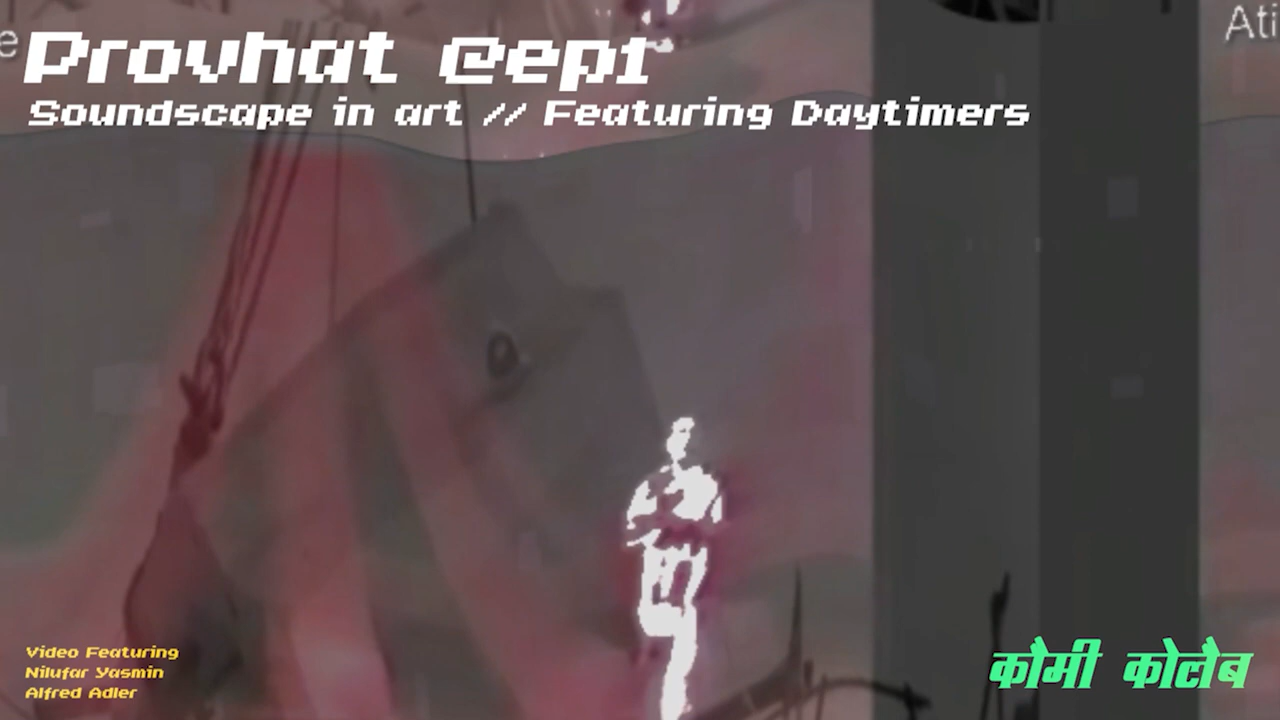 Provhat @ep1
Soundscape in art // Featuring Daytimers
Video Featuring
Nilufar Yasmin
Alfred Adler
कौमी कोलैब